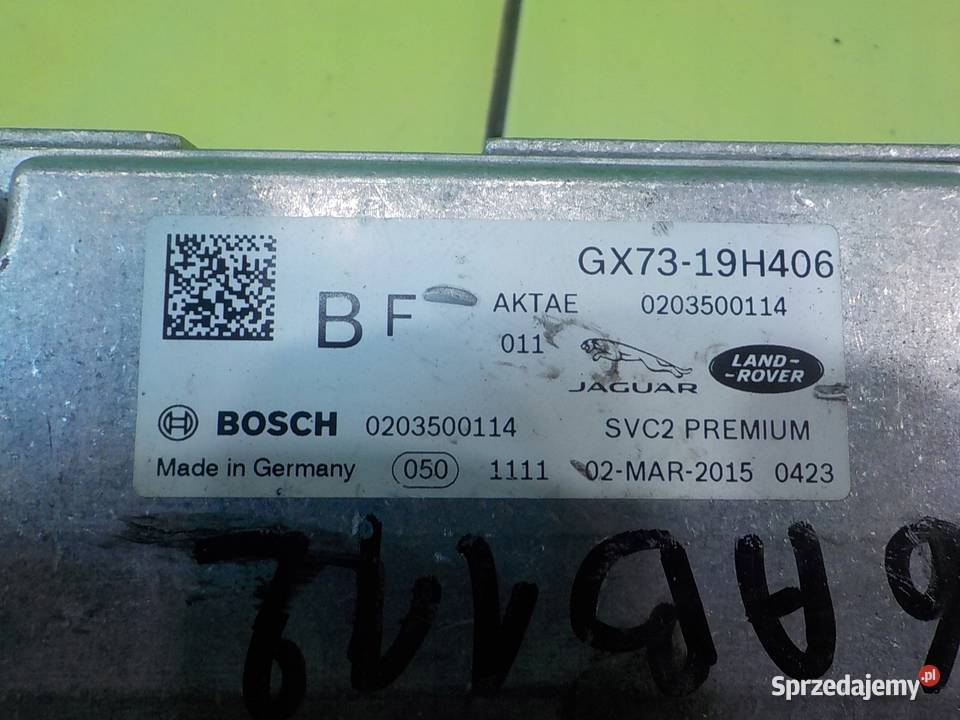 GX73-19H406
B F AKTAE 0203500114
011 JAGUAR LAND-
-ROVER
BOSCH 0203500114 SVC2 PREMIUM
Made in Germany 050 1111 02-MAR-2015 0423
Sprzedajemy.pl